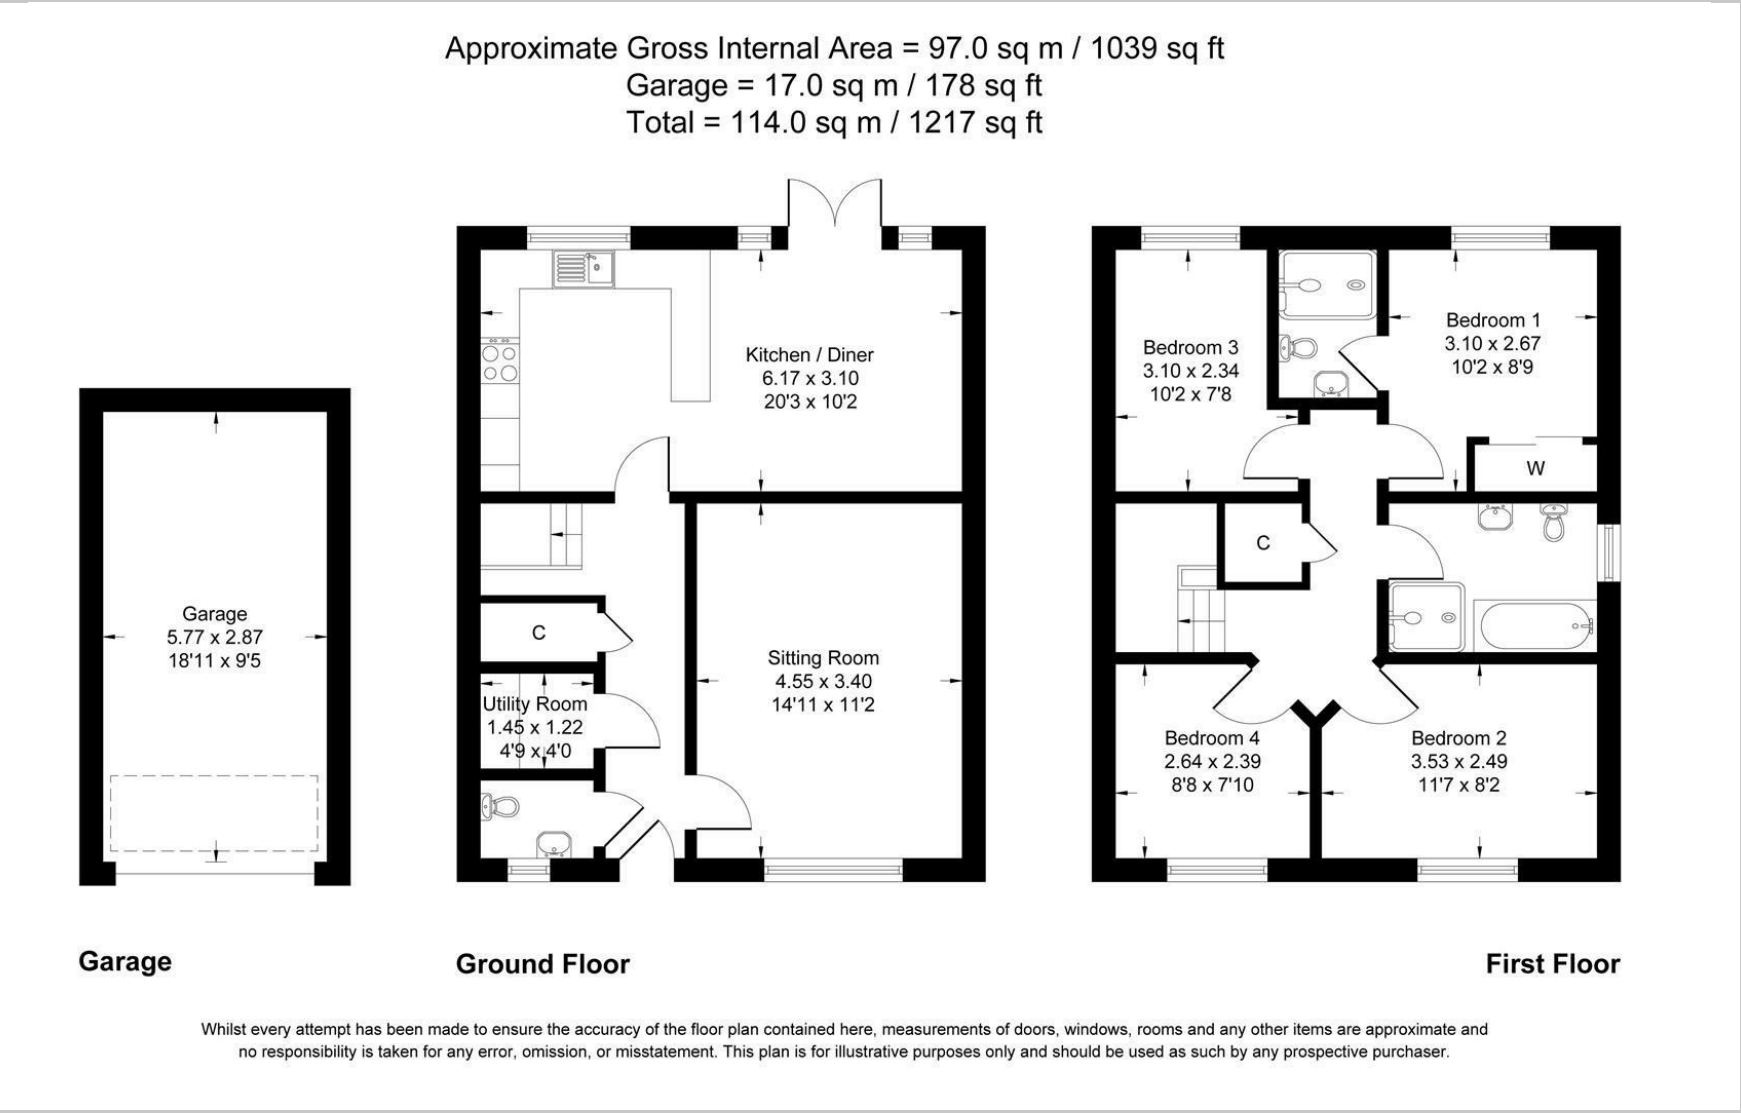 Approximate Gross Internal Area = 97.0 sq m / 1039 sq ft
Garage = 17.0 sq m / 178 sq ft
Total = 114.0 sq m / 1217 sq ft
Garage
5.77 x 2.87
18'11 x 9'5
Garage
Kitchen / Diner
6.17 x 3.10
20'3 x 10'2
C
Utility Room
1.45 x 1.22
4'9 x 4'0
Sitting Room
4.55 x 3.40
14'11 x 11'2
Ground Floor
Bedroom 3
3.10 x 2.34
10'2 x 7'8
Bedroom 1
3.10 x 2.67
10'2 x 8'9
W
C
Bedroom 4
2.64 x 2.39
8'8 x 7'10
Bedroom 2
3.53 x 2.49
11'7 x 8'2
First Floor
Whilst every attempt has been made to ensure the accuracy of the floor plan contained here, measurements of doors, windows, rooms and any other items are approximate and
no responsibility is taken for any error, omission, or misstatement. This plan is for illustrative purposes only and should be used as such by any prospective purchaser.